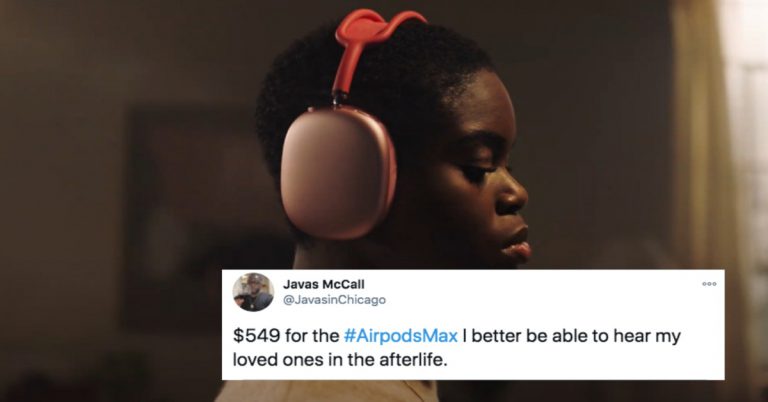 Javas McCall
@JavasinChicago
$549 for the #AirpodsMax I better be able to hear my
loved ones in the afterlife.